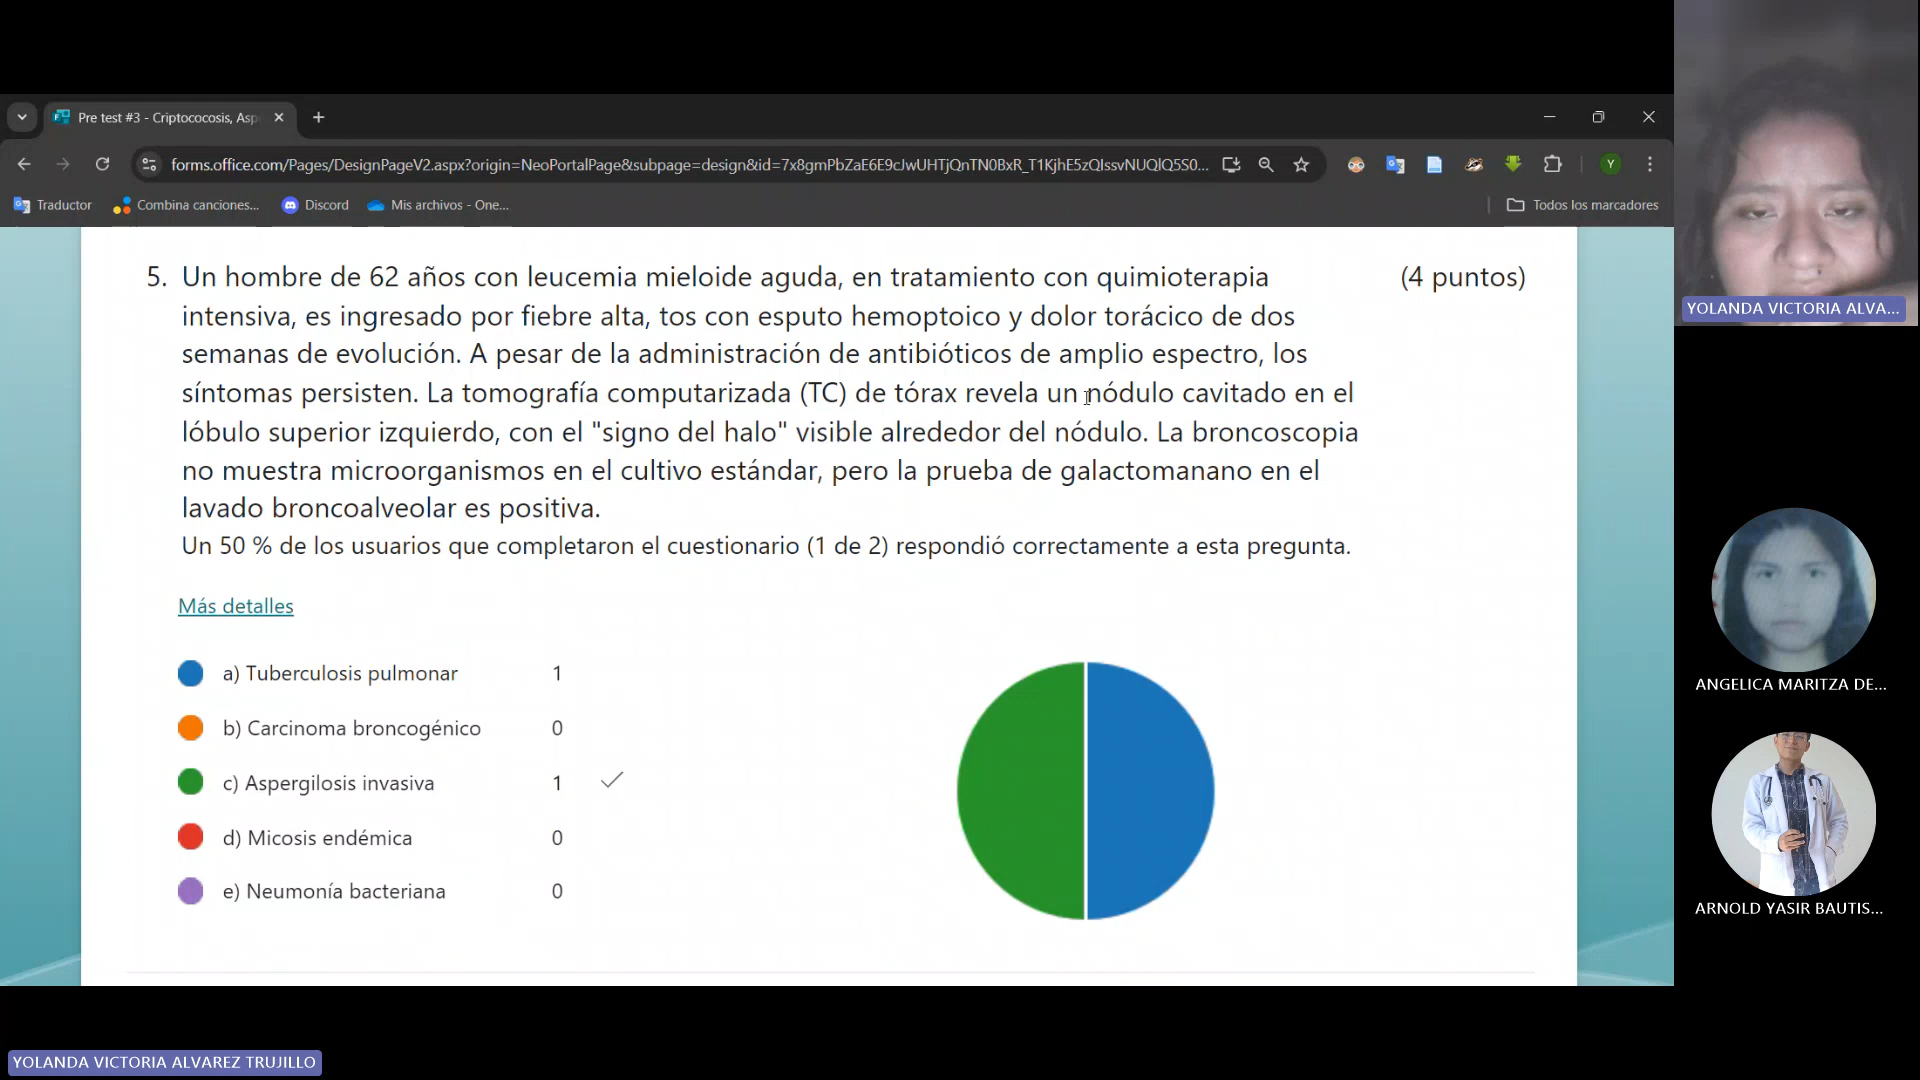 Pre test #3 - Criptococosis, Asp
forms.office.com/Pages/DesignPageV2.aspx?origin=NeoPortalPage&subpage=design&id=7x8gmPbZaE6E9cJwUHTjQnTN0BxR_T1KjhE5zQIssvNUQlQ5S0...
Y
Traductor
Combina canciones...
Discord
Mis archivos - One...
Todos los marcadores
5. Un hombre de 62 años con leucemia mieloide aguda, en tratamiento con quimioterapia (4 puntos)
intensiva, es ingresado por fiebre alta, tos con esputo hemoptoico y dolor torácico de dos
semanas de evolución. A pesar de la administración de antibióticos de amplio espectro, los
síntomas persisten. La tomografía computarizada (TC) de tórax revela un nódulo cavitado en el
lóbulo superior izquierdo, con el "signo del halo" visible alrededor del nódulo. La broncoscopia
no muestra microorganismos en el cultivo estándar, pero la prueba de galactomanano en el
lavado broncoalveolar es positiva.
Un 50 % de los usuarios que completaron el cuestionario (1 de 2) respondió correctamente a esta pregunta.
Más detalles
a) Tuberculosis pulmonar 1
b) Carcinoma broncogénico 0
c) Aspergilosis invasiva 1
d) Micosis endémica 0
e) Neumonía bacteriana 0
YOLANDA VICTORIA ALVA...
ANGELICA MARITZA DE...
ARNOLD YASIR BAUTIS...
YOLANDA VICTORIA ALVAREZ TRUJILLO